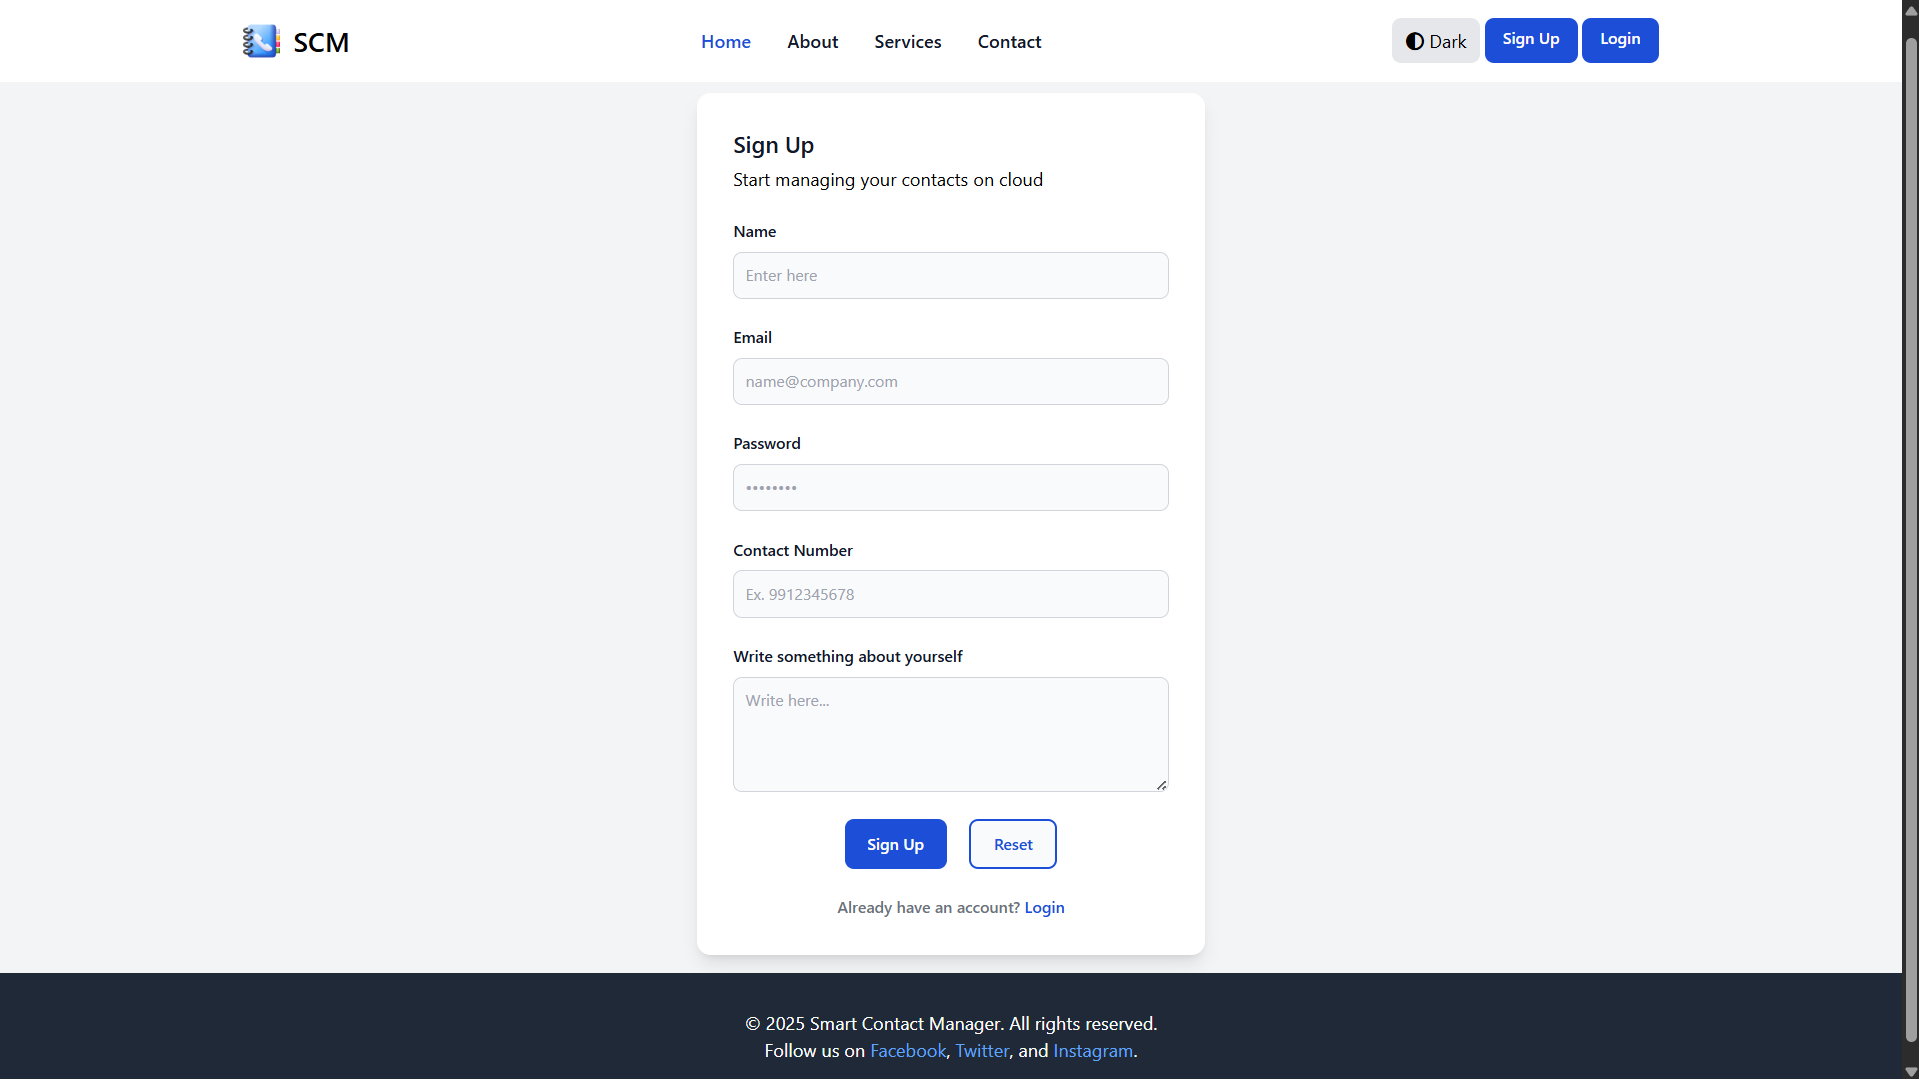 SCM
Home About Services Contact
Dark Sign Up Login
Sign Up
Start managing your contacts on cloud
Name
Enter here
Email
name@company.com
Password
••••••••
Contact Number
Ex. 9912345678
Write something about yourself
Write here...
Sign Up Reset
Already have an account? Login
© 2025 Smart Contact Manager. All rights reserved.
Follow us on Facebook, Twitter, and Instagram.